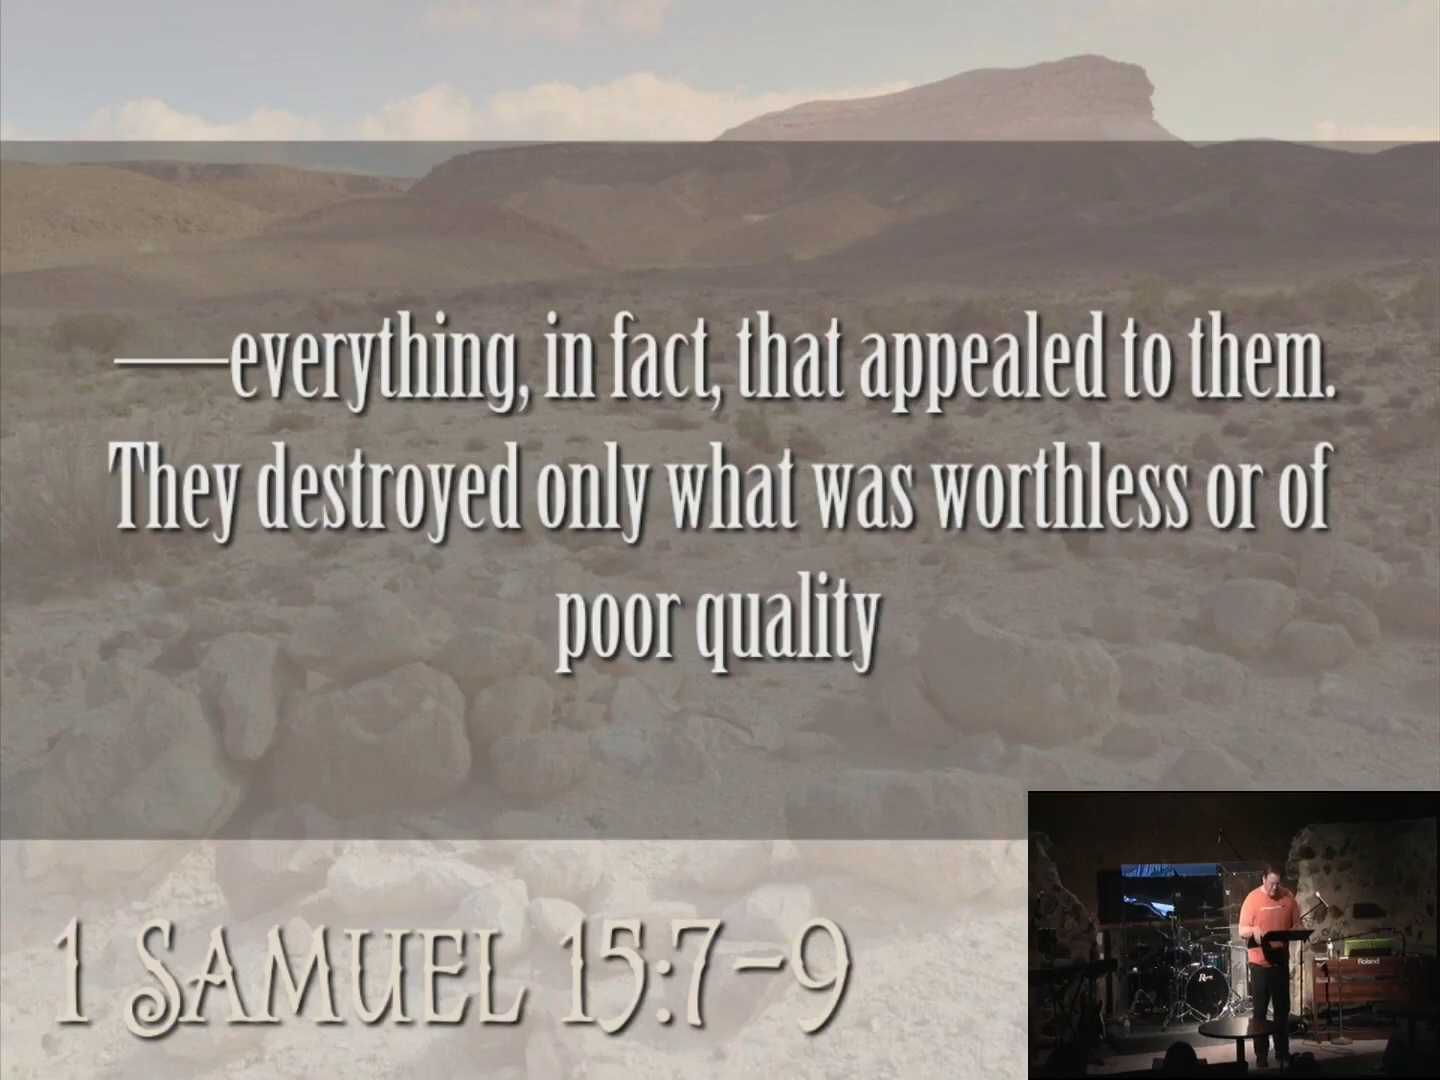 ——everything, in fact, that appealed to them.
They destroyed only what was worthless or of
poor quality
1 SAMUEL 15:7-9
Roland